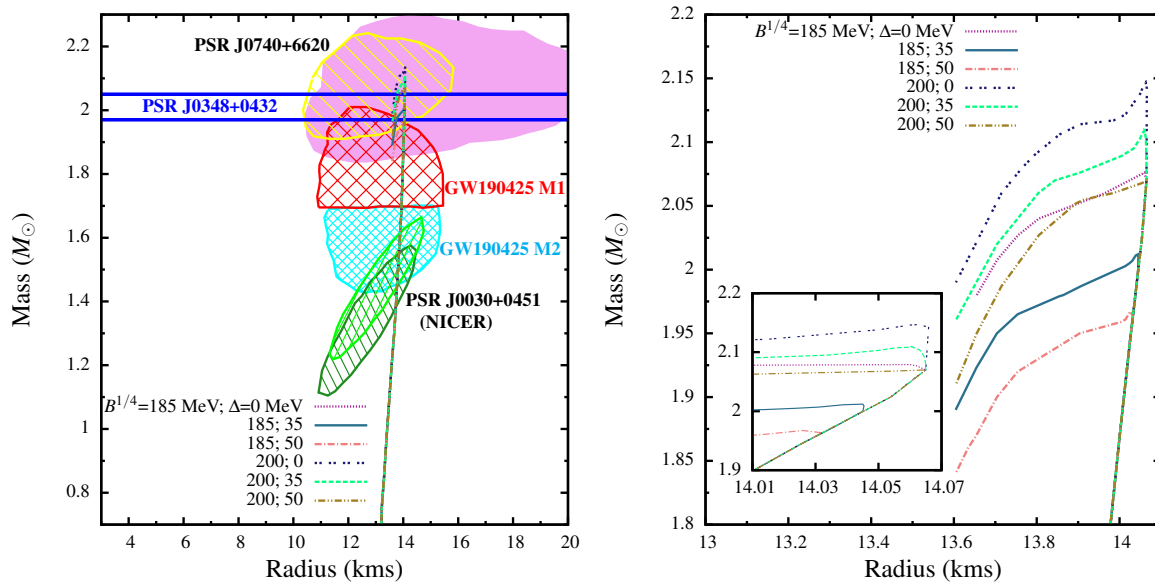 2.2
2
1.8
1.6
1.4
1.2
1
0.8
Mass (M⊙)
PSR J0740+6620
PSR J0348+0432
GW190425 M1
GW190425 M2
PSR J0030+0451
(NICER)
B^1/4=185 MeV; Δ=0 MeV
185; 35
185; 50
200; 0
200; 35
200; 50
4 6 8 10 12 14 16 18 20
Radius (kms)
2.2
2.15
2.1
2.05
2
1.95
1.9
1.85
1.8
Mass (M⊙)
B^1/4=185 MeV; Δ=0 MeV
185; 35
185; 50
200; 0
200; 35
200; 50
2.2
2.1
2
1.9
14.01 14.03 14.05 14.07
13 13.2 13.4 13.6 13.8 14
Radius (kms)